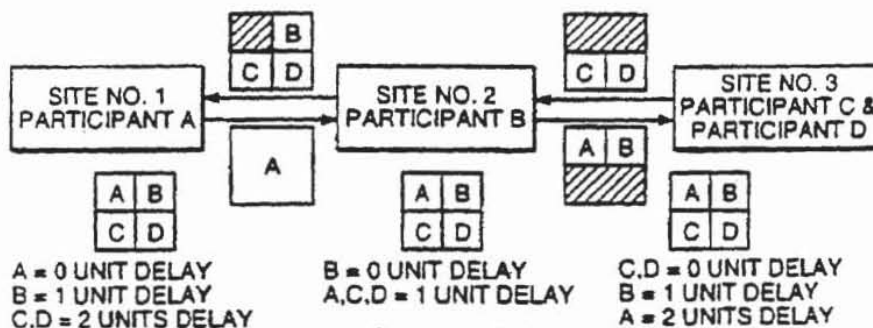 B
C D
C D
SITE NO. 1
PARTICIPANT A
SITE NO. 2
PARTICIPANT B
SITE NO. 3
PARTICIPANT C &
PARTICIPANT D
A
A B
A B
C D
A B
C D
A B
C D
A = 0 UNIT DELAY
B = 1 UNIT DELAY
C,D = 2 UNITS DELAY
B = 0 UNIT DELAY
A,C,D = 1 UNIT DELAY
C,D = 0 UNIT DELAY
B = 1 UNIT DELAY
A = 2 UNITS DELAY